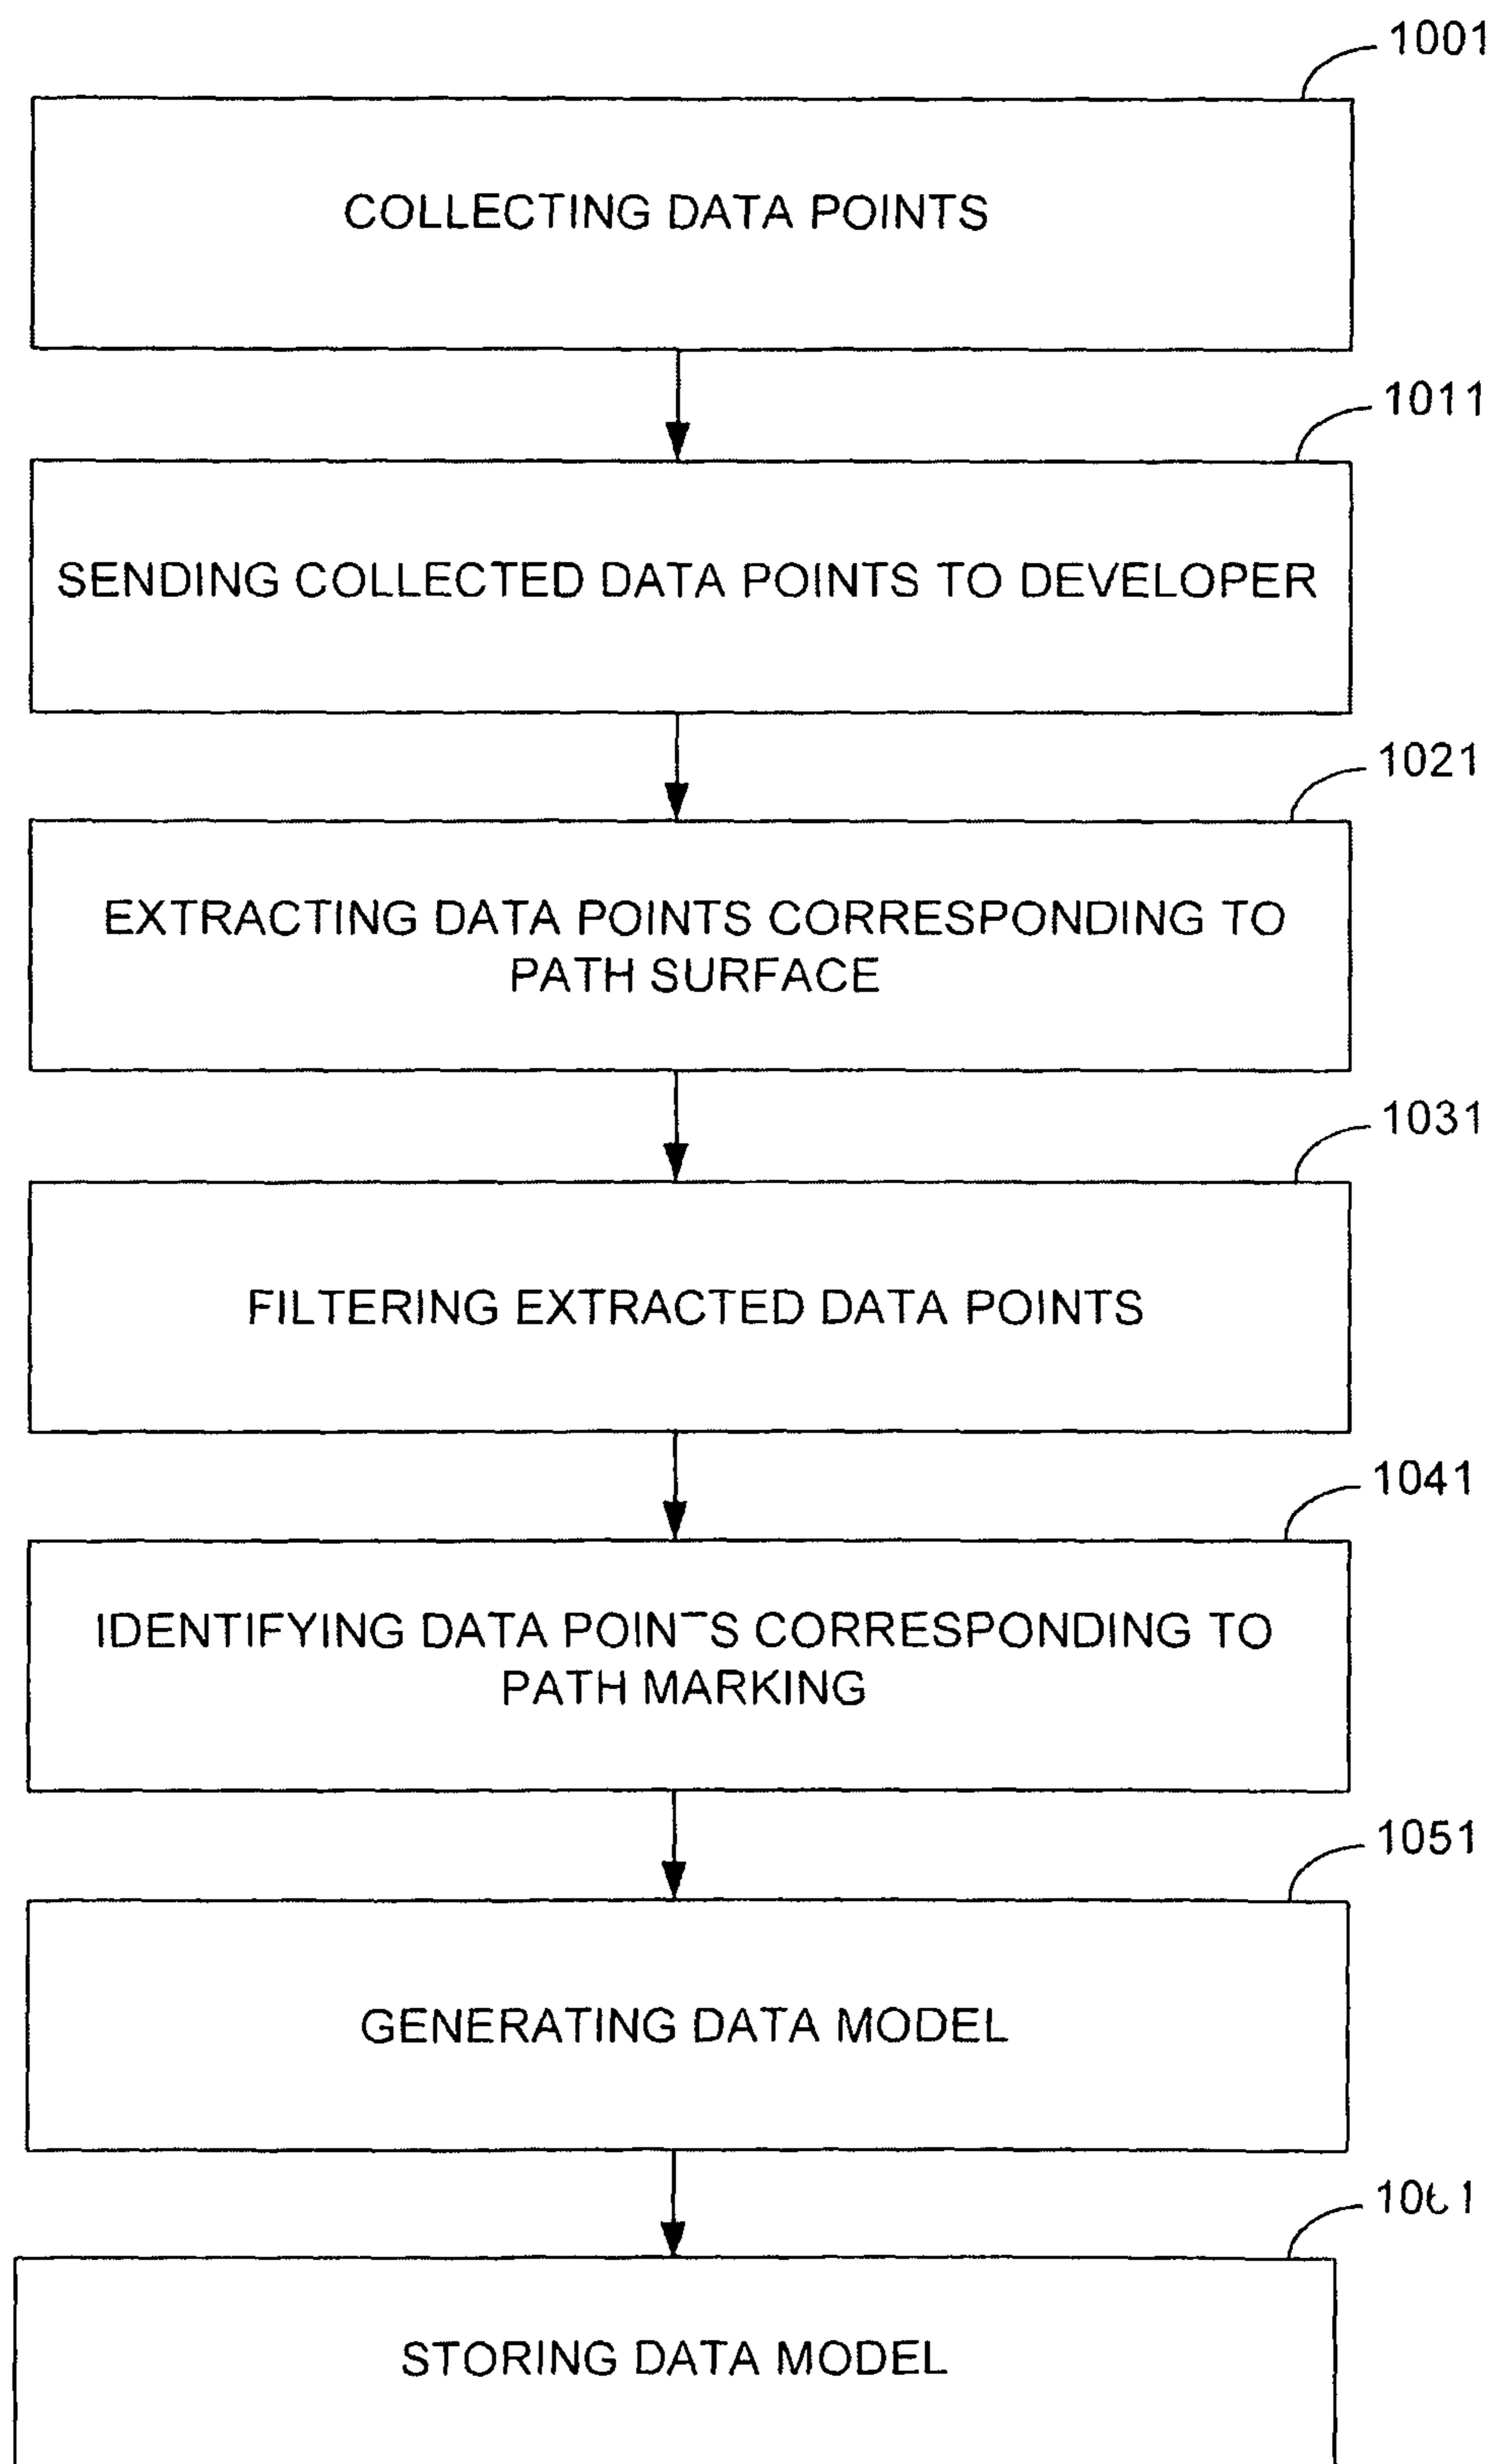 1001
COLLECTING DATA POINTS
1011
SENDING COLLECTED DATA POINTS TO DEVELOPER
1021
EXTRACTING DATA POINTS CORRESPONDING TO
PATH SURFACE
1031
FILTERING EXTRACTED DATA POINTS
1041
IDENTIFYING DATA POINTS CORRESPONDING TO
PATH MARKING
1051
GENERATING DATA MODEL
1061
STORING DATA MODEL